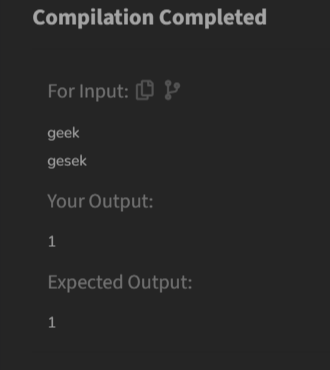 Compilation Completed
For Input:
geek
gesek
Your Output:
1
Expected Output:
1